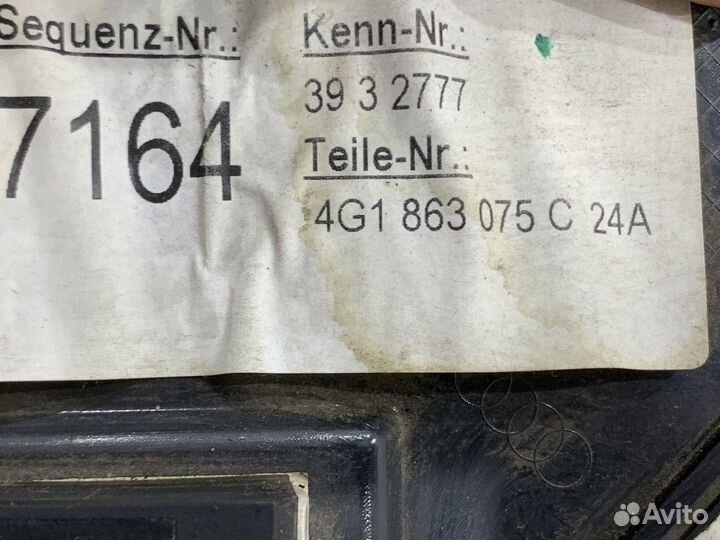 Sequenz-Nr.:
7164
Kenn-Nr.:
39 3 2777
Teile-Nr.:
4G1 863 075 C 24A
Avito